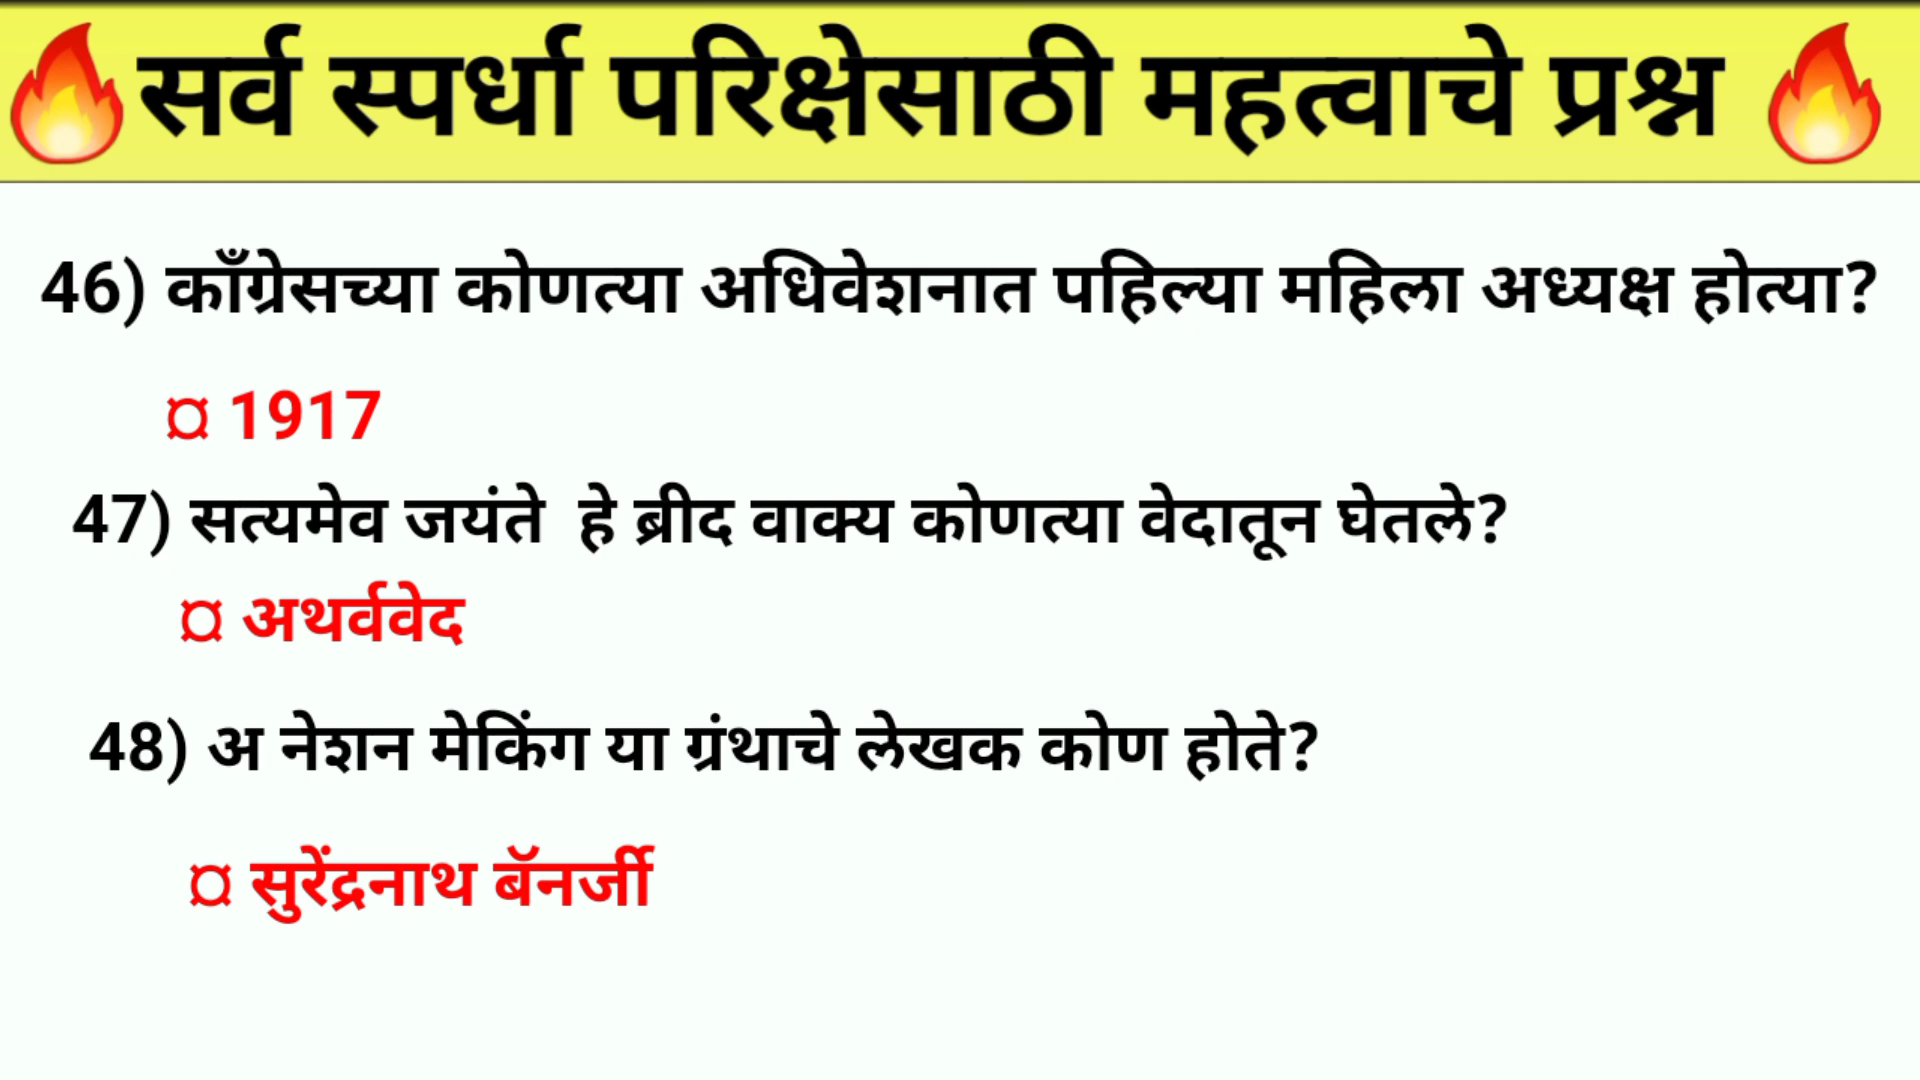 🔥सर्व स्पर्धा परिक्षेसाठी महत्वाचे प्रश्न 🔥
46) काँग्रेसच्या कोणत्या अधिवेशनात पहिल्या महिला अध्यक्ष होत्या?
¤ 1917
47) सत्यमेव जयंते हे ब्रीद वाक्य कोणत्या वेदातून घेतले?
¤ अथर्ववेद
48) अ नेशन मेकिंग या ग्रंथाचे लेखक कोण होते?
¤ सुरेंद्रनाथ बॅनर्जी